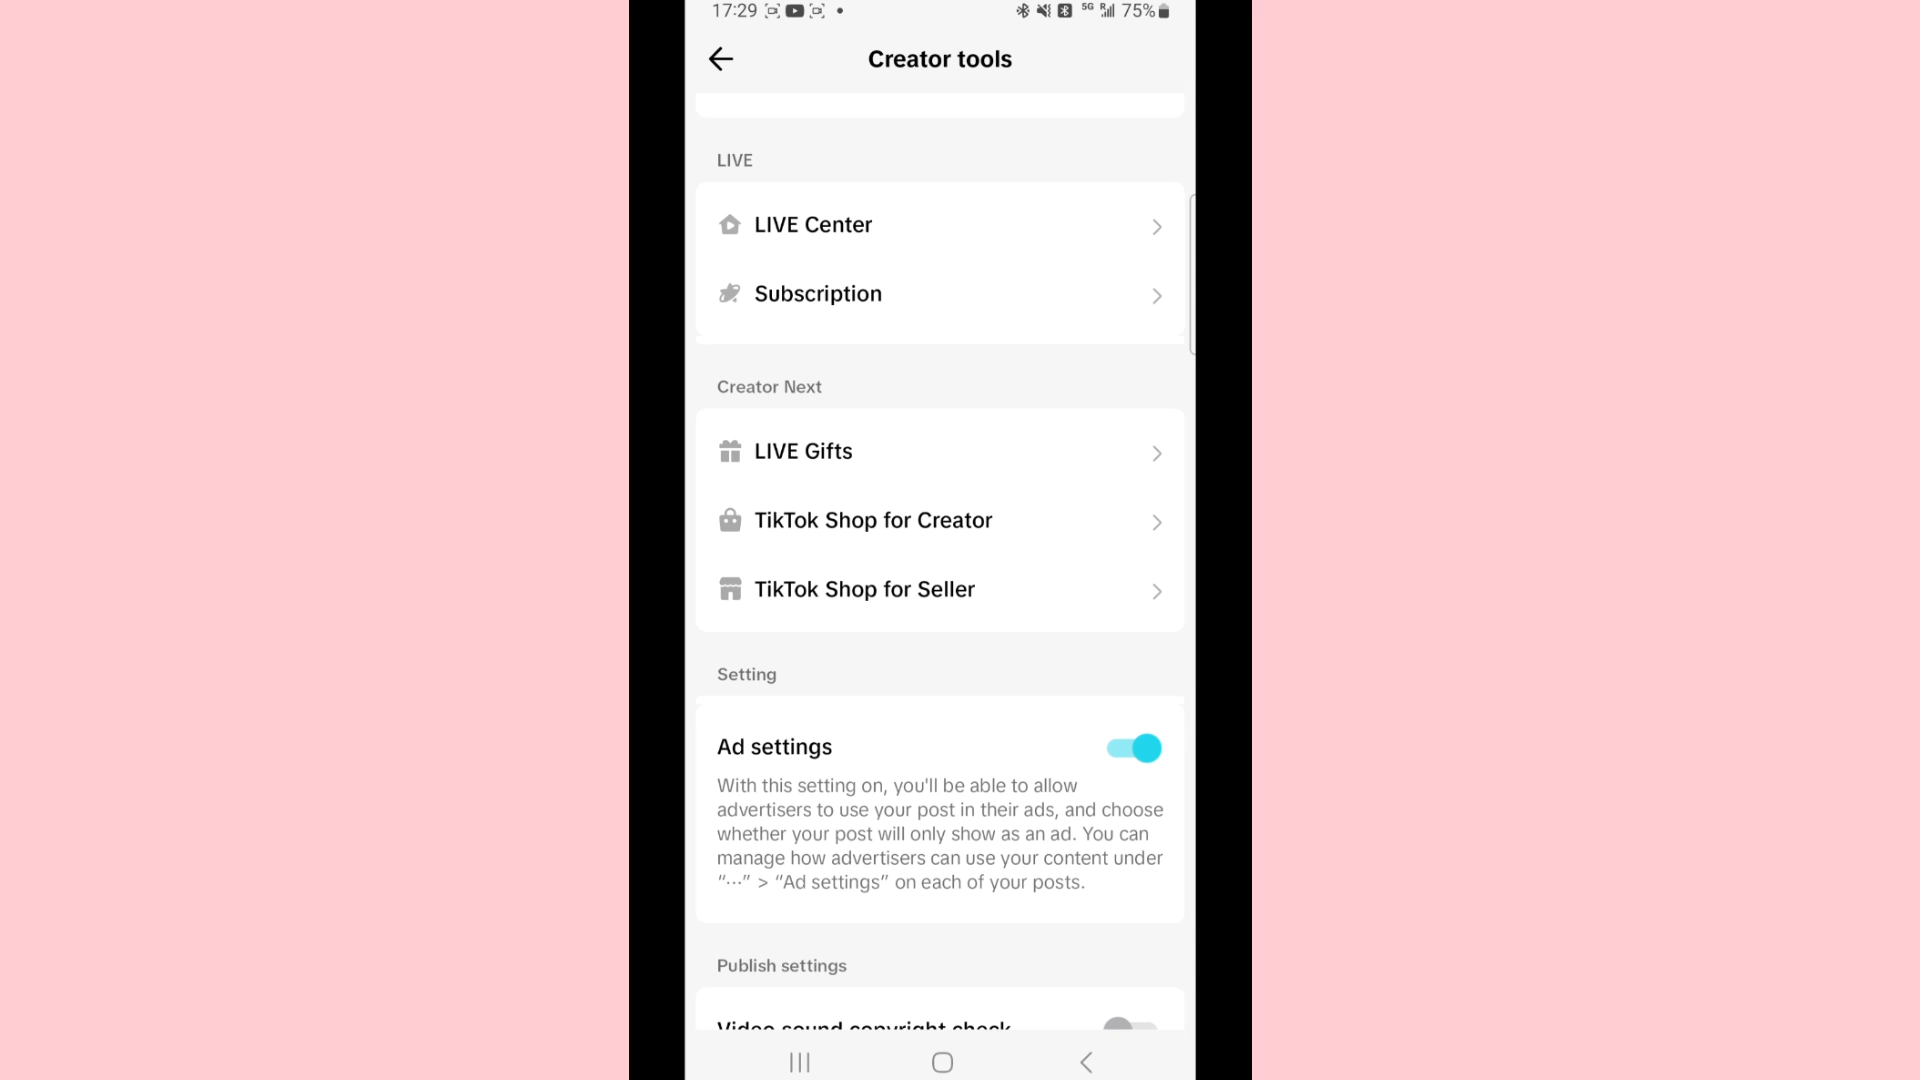 17:29 5G R 75%
Creator tools
LIVE
LIVE Center
Subscription
Creator Next
LIVE Gifts
TikTok Shop for Creator
TikTok Shop for Seller
Setting
Ad settings
With this setting on, you'll be able to allow
advertisers to use your post in their ads, and choose
whether your post will only show as an ad. You can
manage how advertisers can use your content under
“···” > “Ad settings” on each of your posts.
Publish settings
Video sound copyright check